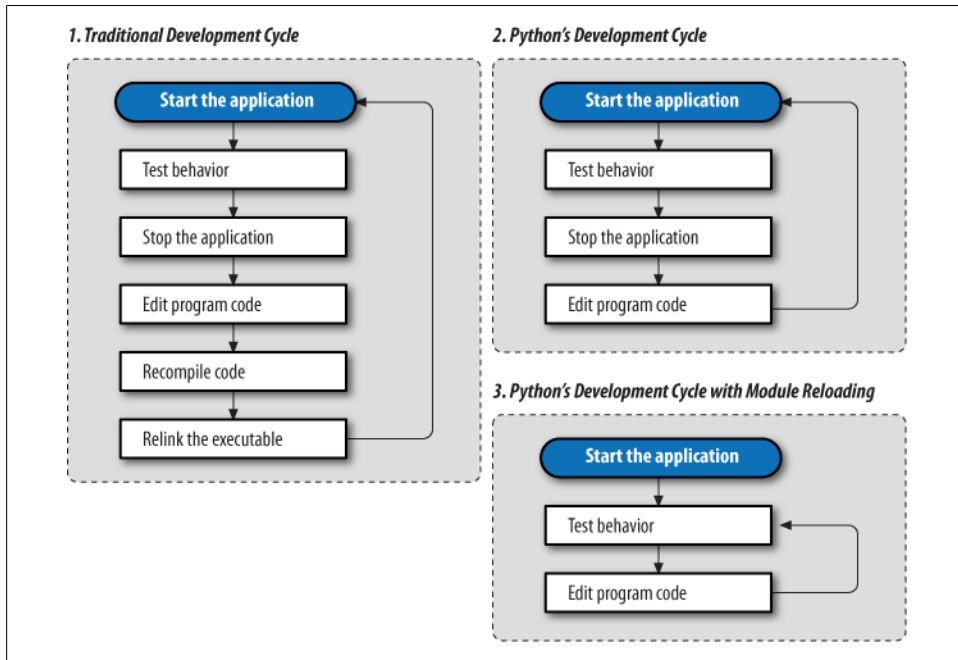 1. Traditional Development Cycle
Start the application
Test behavior
Stop the application
Edit program code
Recompile code
Relink the executable
2. Python’s Development Cycle
Start the application
Test behavior
Stop the application
Edit program code
3. Python’s Development Cycle with Module Reloading
Start the application
Test behavior
Edit program code